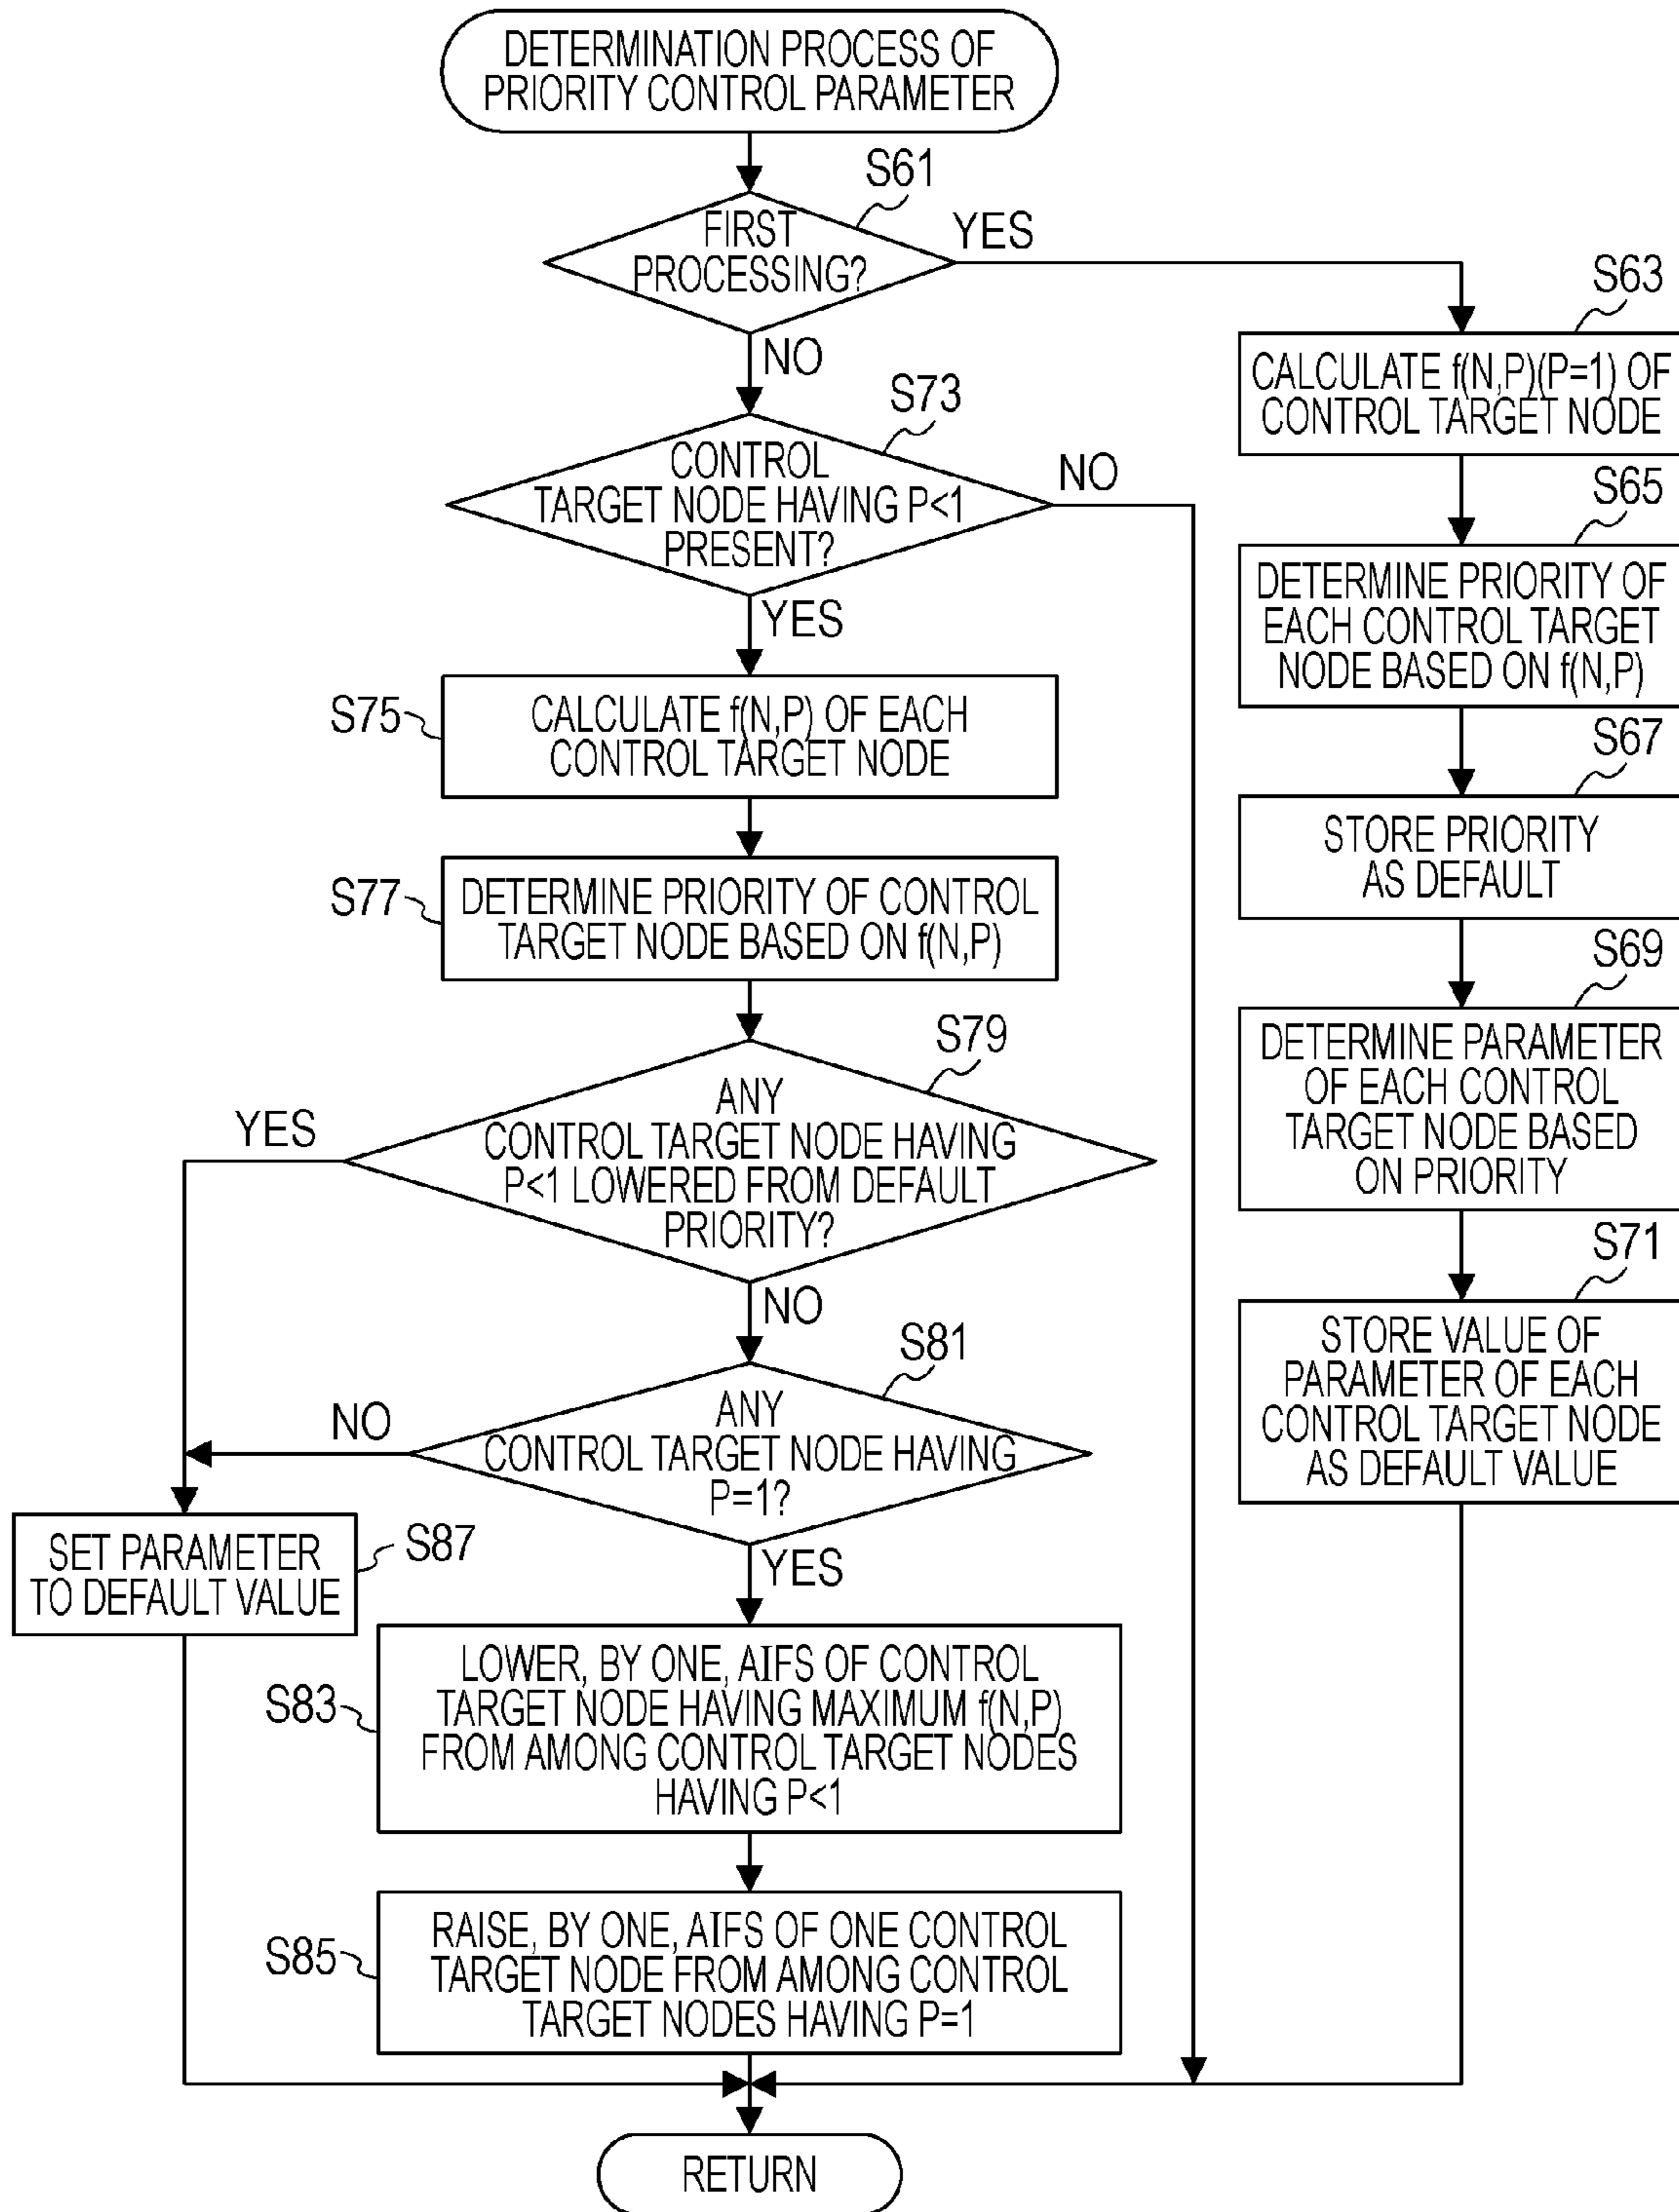 DETERMINATION PROCESS OF
PRIORITY CONTROL PARAMETER
S61
FIRST
PROCESSING?
YES
NO
S63
CALCULATE f(N,P)(P=1) OF
CONTROL TARGET NODE
S65
DETERMINE PRIORITY OF
EACH CONTROL TARGET
NODE BASED ON f(N,P)
S67
STORE PRIORITY
AS DEFAULT
S69
DETERMINE PARAMETER
OF EACH CONTROL
TARGET NODE BASED
ON PRIORITY
S71
STORE VALUE OF
PARAMETER OF EACH
CONTROL TARGET NODE
AS DEFAULT VALUE
S73
CONTROL
TARGET NODE HAVING P<1
PRESENT?
NO
YES
S75
CALCULATE f(N,P) OF EACH
CONTROL TARGET NODE
S77
DETERMINE PRIORITY OF CONTROL
TARGET NODE BASED ON f(N,P)
S79
ANY
CONTROL TARGET NODE HAVING
P<1 LOWERED FROM DEFAULT
PRIORITY?
YES
NO
S81
ANY
CONTROL TARGET NODE HAVING
P=1?
NO
YES
S87
SET PARAMETER
TO DEFAULT VALUE
S83
LOWER, BY ONE, AIFS OF CONTROL
TARGET NODE HAVING MAXIMUM f(N,P)
FROM AMONG CONTROL TARGET NODES
HAVING P<1
S85
RAISE, BY ONE, AIFS OF ONE CONTROL
TARGET NODE FROM AMONG CONTROL
TARGET NODES HAVING P=1
RETURN